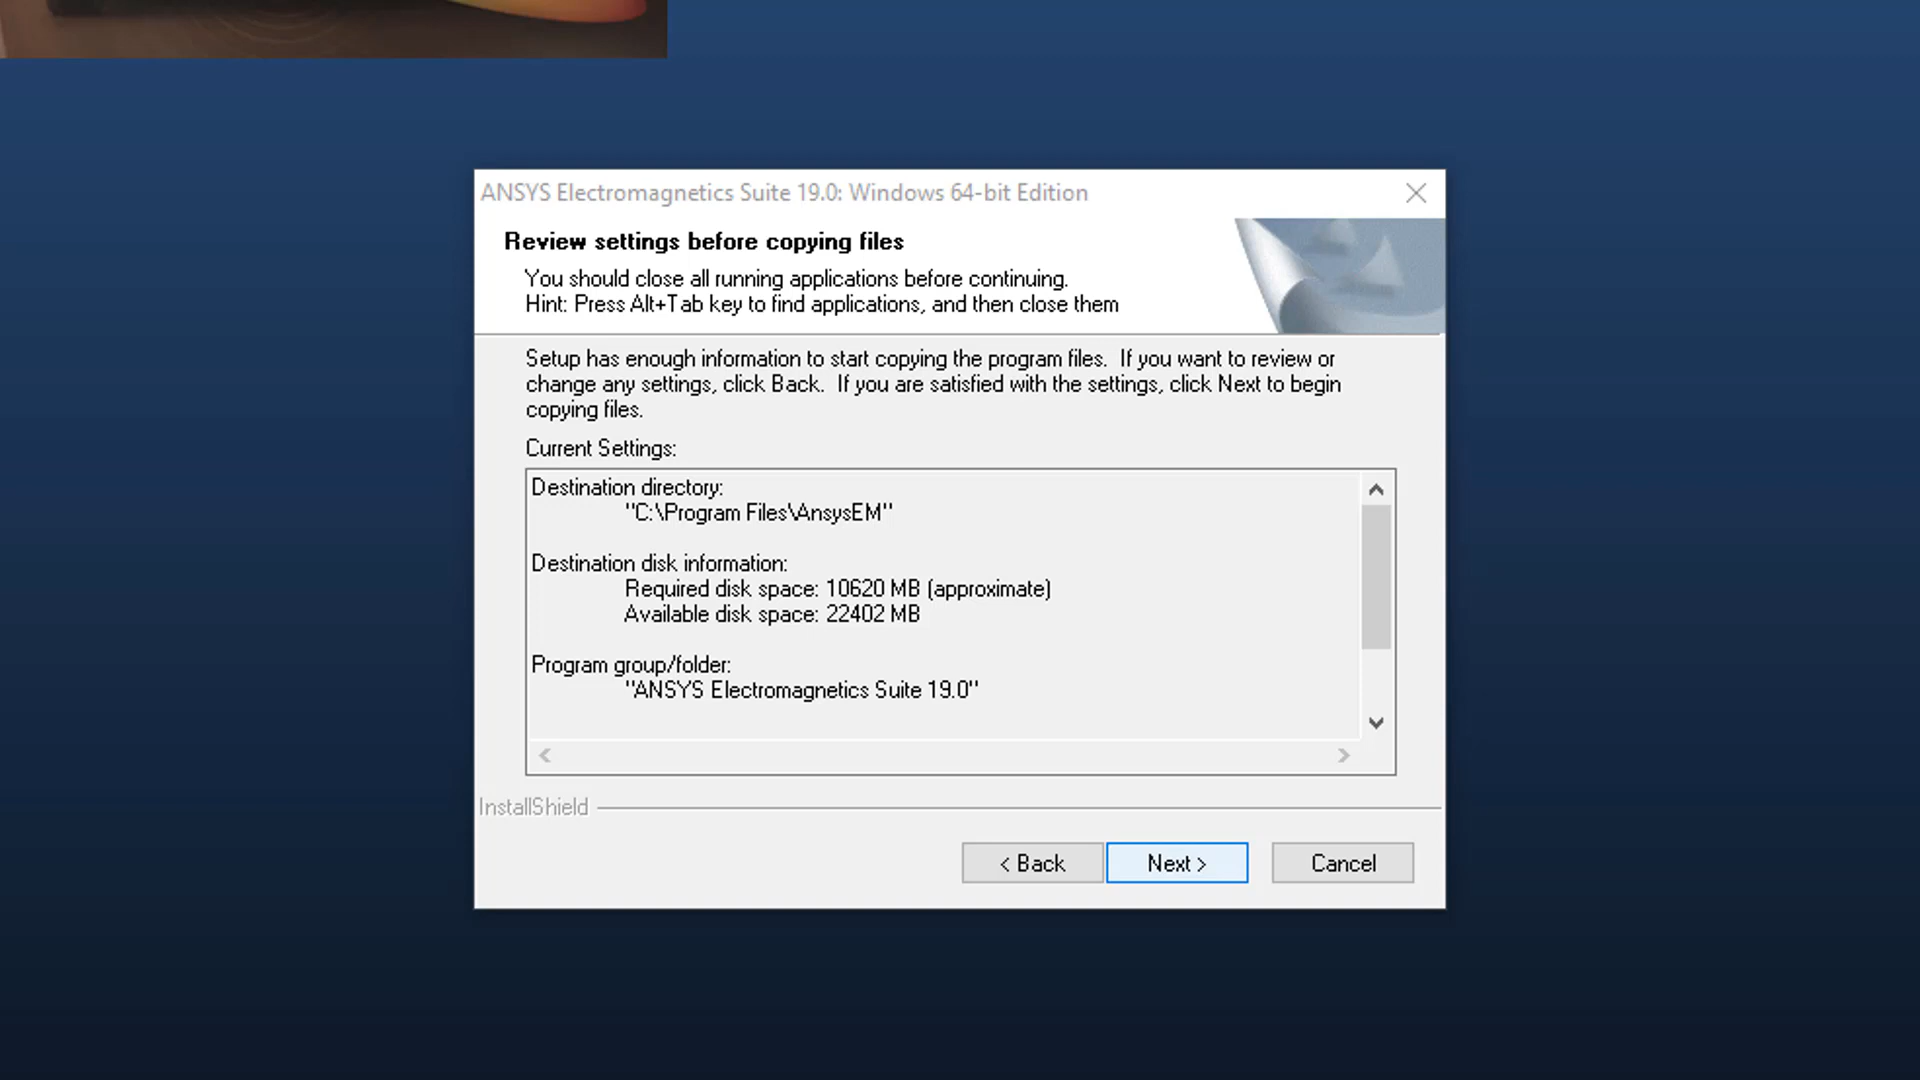 ANSYS Electromagnetics Suite 19.0: Windows 64-bit Edition
Review settings before copying files
You should close all running applications before continuing.
Hint: Press Alt+Tab key to find applications, and then close them
Setup has enough information to start copying the program files.  If you want to review or
change any settings, click Back.  If you are satisfied with the settings, click Next to begin
copying files.
Current Settings:
Destination directory:
"C:\Program Files\AnsysEM"
Destination disk information:
Required disk space: 10620 MB (approximate)
Available disk space: 22402 MB
Program group/folder:
"ANSYS Electromagnetics Suite 19.0"
InstallShield
< Back
Next >
Cancel